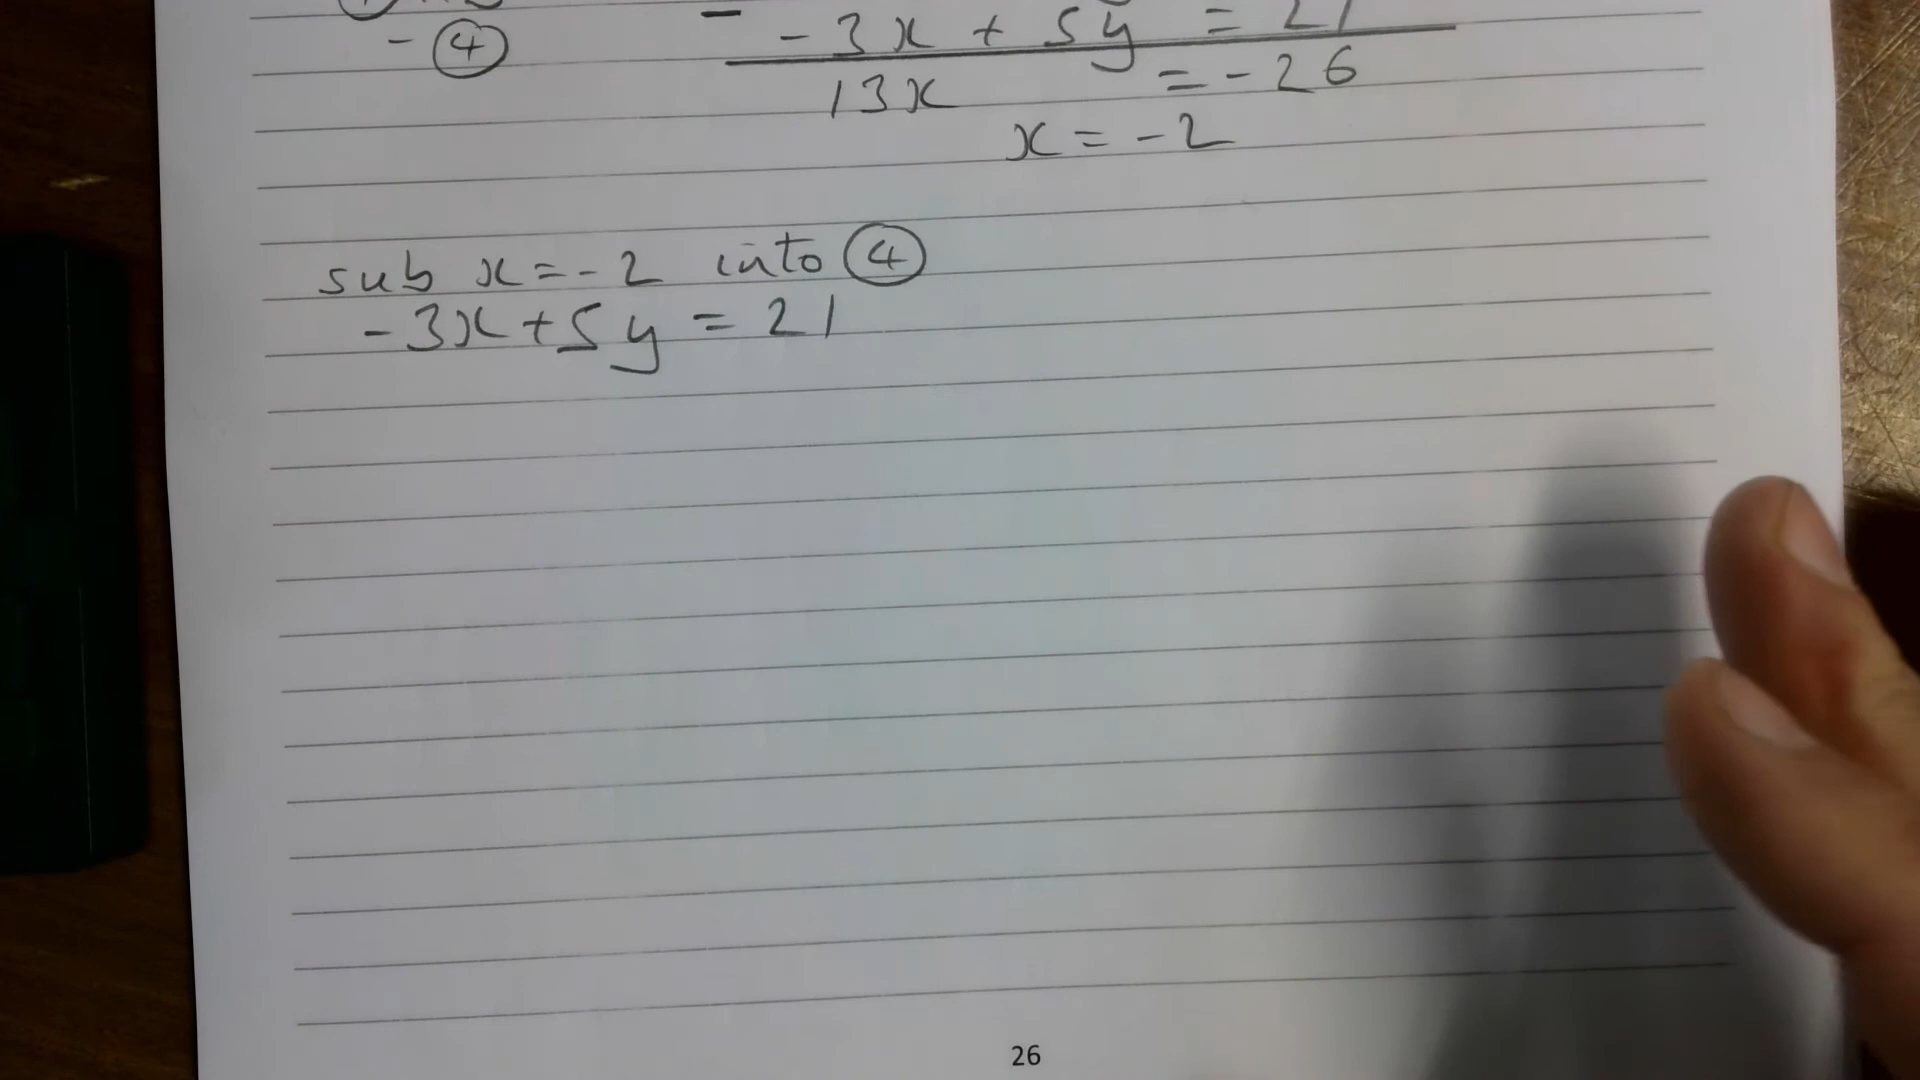 - ④
- -3x + 5y = 21
13x = -26
x = -2
sub x = -2 into ④
-3x + 5y = 21
26